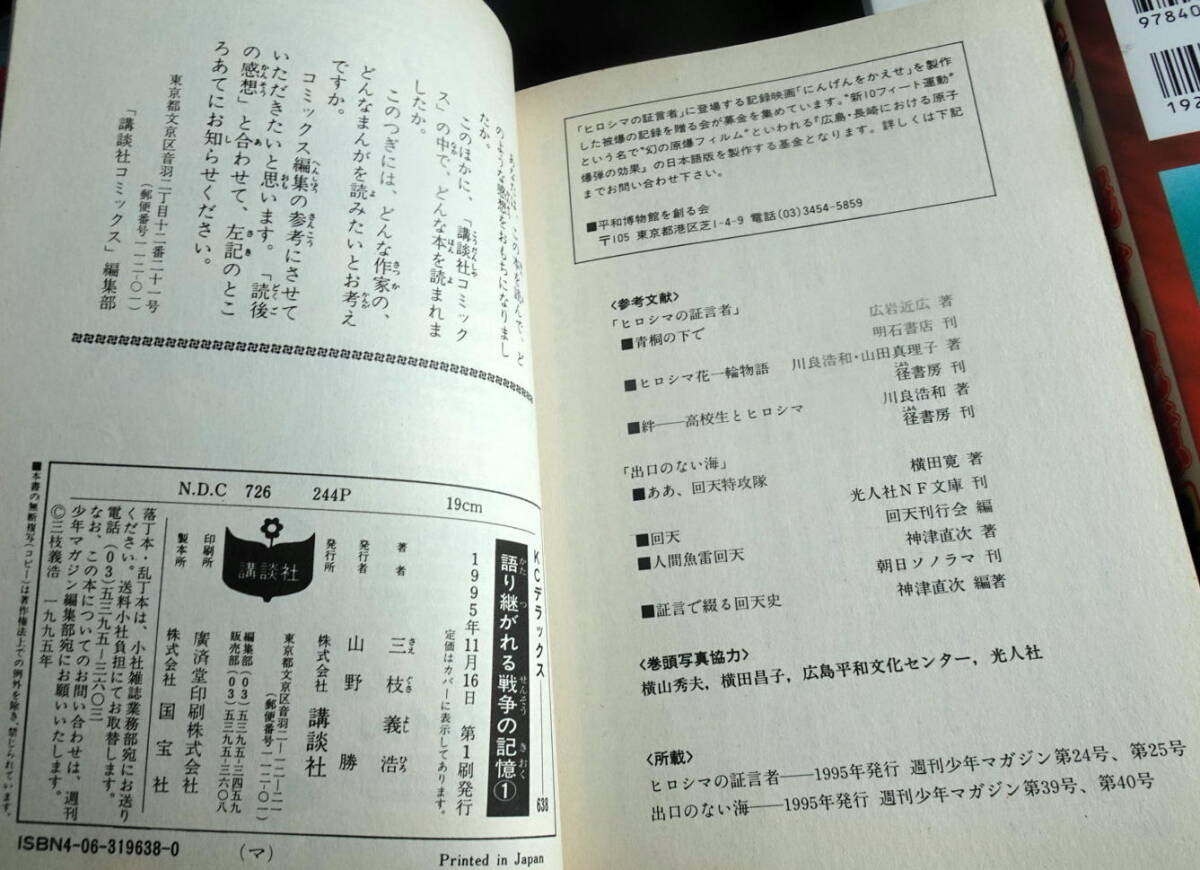 「ヒロシマの証言者」に登場する記録映画「にんげんをかえせ」を製作
した被爆の記録を贈る会が募金を集めています。"新10フィート運動"
という名で"幻の原爆フィルム"といわれる"広島・長崎における原子
爆弾の効果"の日本語版を製作する基金となります。詳しくは下記
までお問い合わせ下さい。
■平和博物館を創る会
〒105 東京都港区芝1-4-9 電話(03)3454-5859
〈参考文献〉
「ヒロシマの証言者」
■青桐の下で 広岩近広 著
明石書店 刊
■ヒロシマ花一輪物語 川良浩和・山田真理子 著
径書房 刊
■絆——高校生とヒロシマ 川良浩和 著
径書房 刊
「出口のない海」
■ああ、回天特攻隊 横田寛 著
光人社NF文庫 刊
■回天 回天刊行会 編
■人間魚雷回天 神津直次 著
朝日ソノラマ 刊
■証言で綴る回天史 神津直次 編著
〈巻頭写真協力〉
横山秀夫，横田昌子，広島平和文化センター，光人社
〈所載〉
ヒロシマの証言者——1995年発行 週刊少年マガジン第24号、第25号
出口のない海——1995年発行 週刊少年マガジン第39号、第40号
この本を読んで、ど
のような感想をおもちになりまし
たか。
このほかに、「講談社コミック
ス」の中で、どんな本を読まれま
したか。
このつぎには、どんな作家の、
どんなまんがを読みたいとお考え
ですか。
コミックス編集の参考にさせて
いただきたいと思います。「読後
の感想」と合わせて、左記のとこ
ろあてにお知らせください。
東京都文京区音羽二丁目十二番二十一号
(郵便番号一一二-〇一)
「講談社コミックス」編集部
N.D.C 726 244P 19cm
KCデラックス 638
語り継がれる戦争の記憶①
1995年11月16日 第1刷発行
定価はカバーに表示してあります。
著者 三枝義浩
発行者 山野勝
発行所 株式会社 講談社
東京都文京区音羽二-一二-二一
(郵便番号一一二-〇一)
編集部(〇三)五三九五-三四五九
販売部(〇三)五三九五-三六〇八
講談社
印刷所 廣済堂印刷株式会社
製本所 株式会社 国宝社
落丁本・乱丁本は、小社雑誌業務部宛にお送り
ください。送料小社負担にてお取替します。
電話(〇三)五三九五-三六〇三
なお、この本についてのお問い合わせは、週刊
少年マガジン編集部宛にお願いいたします。
©三枝義浩 一九九五年
■本書の無断複写(コピー)は著作権法上での例外を除き、禁じられています。
ISBN4-06-319638-0 (マ)
Printed in Japan
97840